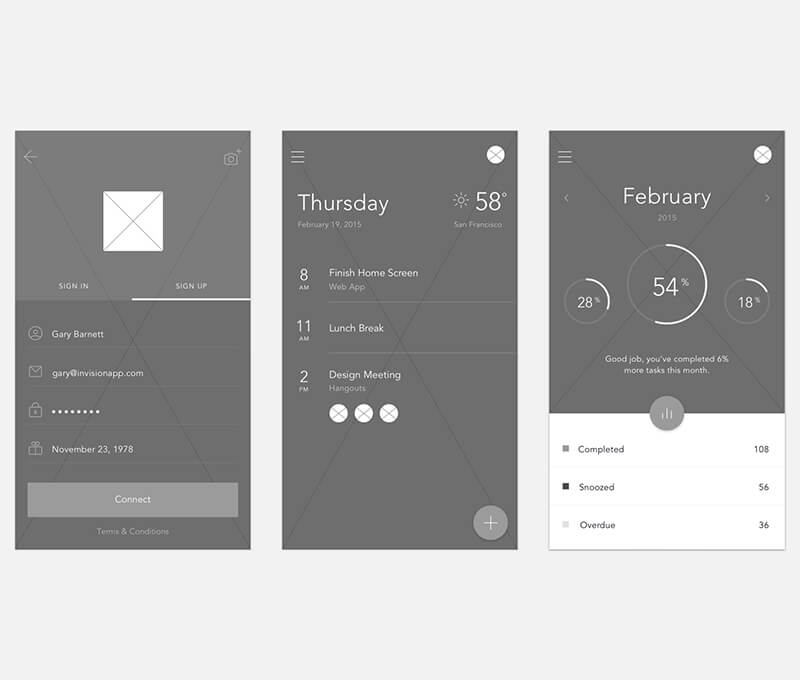 SIGN IN
SIGN UP
Gary Barnett
gary@invisionapp.com
November 23, 1978
Connect
Terms & Conditions
Thursday
February 19, 2015
58°
San Francisco
8
AM
Finish Home Screen
Web App
11
AM
Lunch Break
2
PM
Design Meeting
Hangouts
February
2015
28%
54%
18%
Good job, you've completed 6%
more tasks this month.
Completed 108
Snoozed 56
Overdue 36